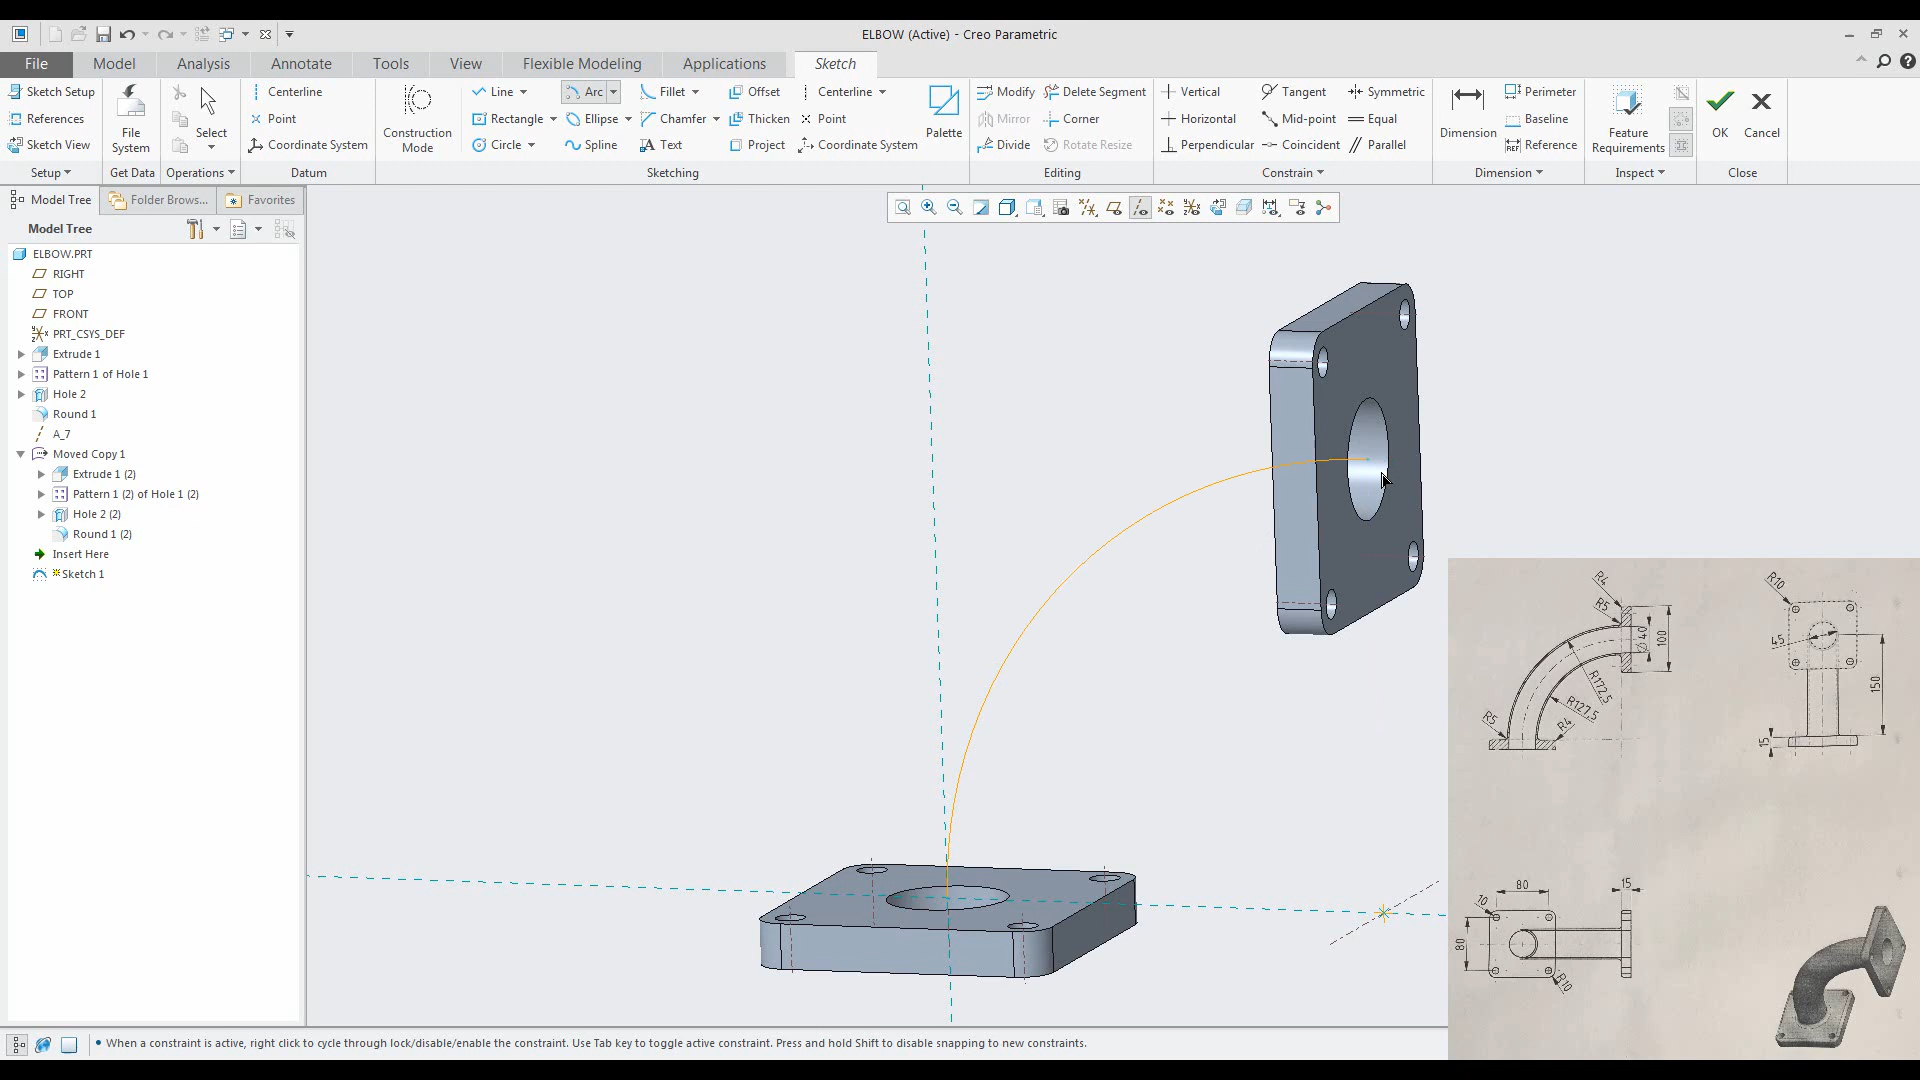 ELBOW (Active) - Creo Parametric
File Model Analysis Annotate Tools View Flexible Modeling Applications Sketch
Sketch Setup
References
Sketch View
Setup
File System
Get Data
Select
Operations
Centerline
Point
Coordinate System
Datum
Construction Mode
Line
Rectangle
Circle
Arc
Ellipse
Spline
Fillet
Chamfer
Text
Offset
Thicken
Project
Centerline
Point
Coordinate System
Palette
Sketching
Modify
Mirror
Divide
Delete Segment
Corner
Rotate Resize
Editing
Vertical
Horizontal
Perpendicular
Tangent
Mid-point
Coincident
Symmetric
Equal
Parallel
Constrain
Dimension
Perimeter
Baseline
REF Reference
Dimension
Feature Requirements
Inspect
OK
Cancel
Close
Model Tree
Folder Brows...
Favorites
Model Tree
ELBOW.PRT
RIGHT
TOP
FRONT
PRT_CSYS_DEF
Extrude 1
Pattern 1 of Hole 1
Hole 2
Round 1
A_7
Moved Copy 1
Extrude 1 (2)
Pattern 1 (2) of Hole 1 (2)
Hole 2 (2)
Round 1 (2)
Insert Here
Sketch 1
R4
R5
Ø40
100
R172,5
R127,5
R5
R4
R10
45
150
15
80
15
10
80
R10
• When a constraint is active, right click to cycle through lock/disable/enable the constraint. Use Tab key to toggle active constraint. Press and hold Shift to disable snapping to new constraints.